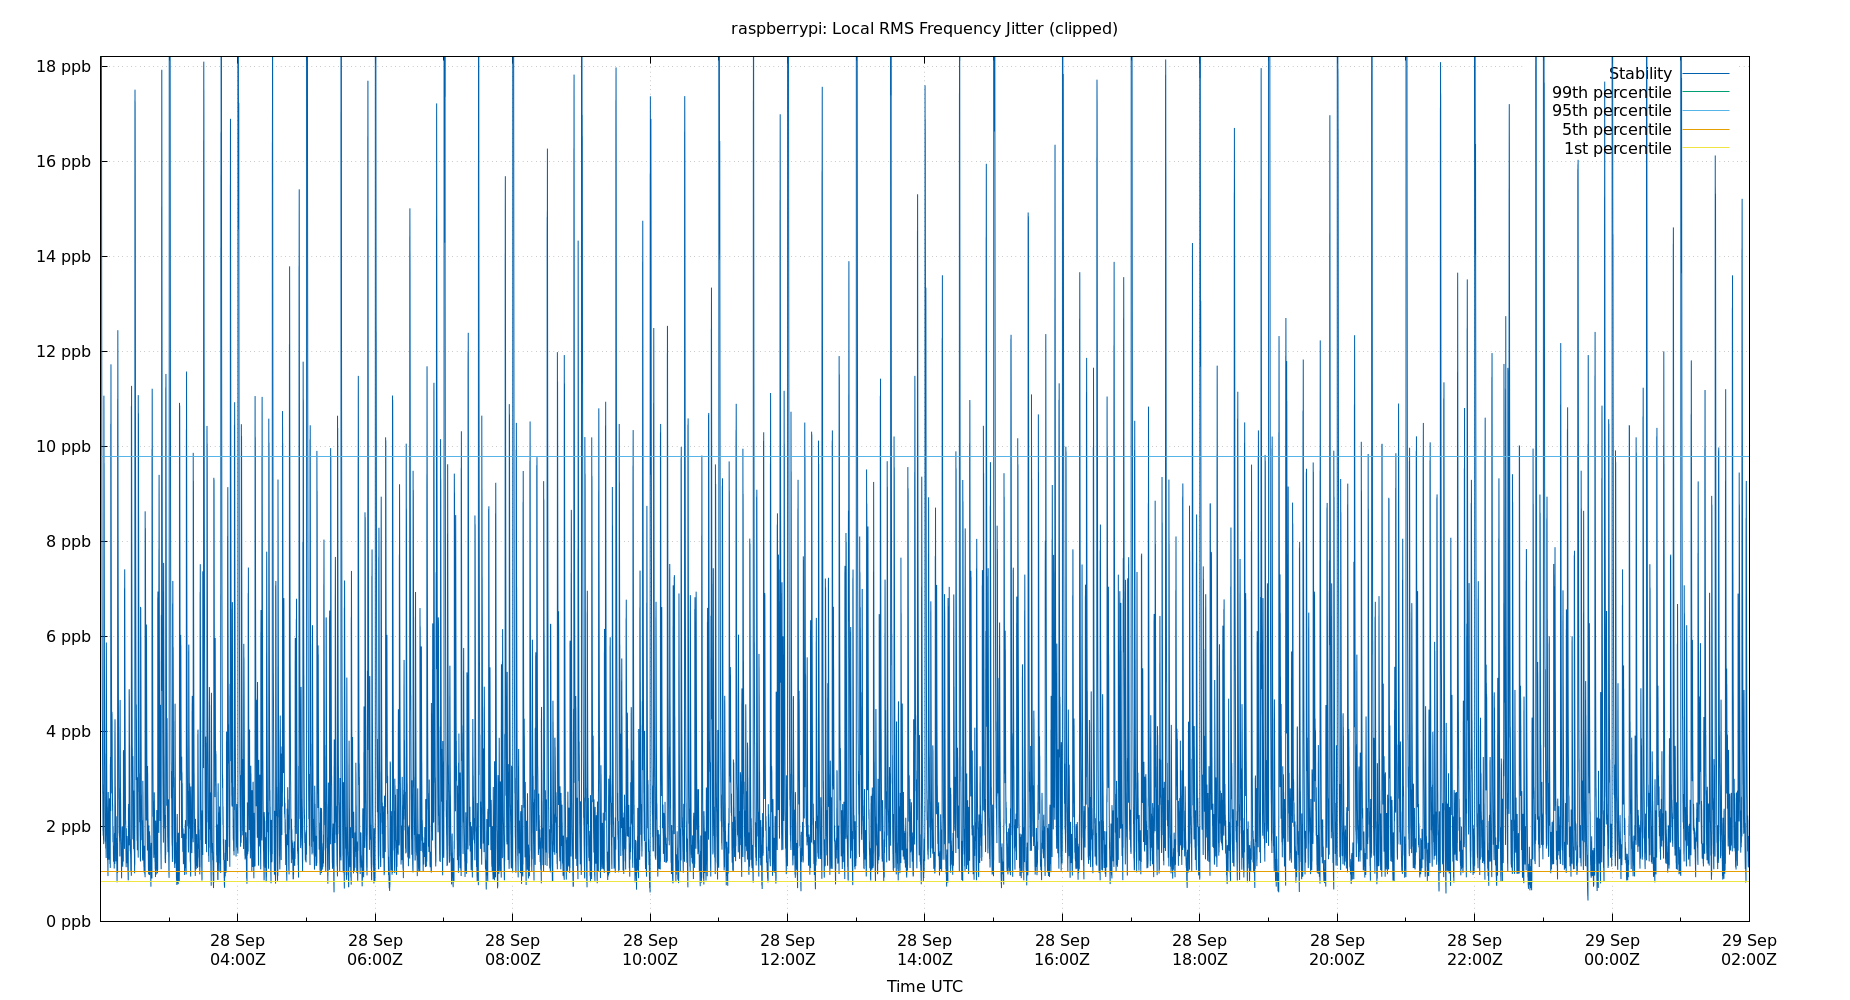 raspberrypi: Local RMS Frequency Jitter (clipped)
18 ppb
16 ppb
14 ppb
12 ppb
10 ppb
8 ppb
6 ppb
4 ppb
2 ppb
0 ppb
Stability
99th percentile
95th percentile
5th percentile
1st percentile
28 Sep
04:00Z
28 Sep
06:00Z
28 Sep
08:00Z
28 Sep
10:00Z
28 Sep
12:00Z
28 Sep
14:00Z
28 Sep
16:00Z
28 Sep
18:00Z
28 Sep
20:00Z
28 Sep
22:00Z
29 Sep
00:00Z
29 Sep
02:00Z
Time UTC